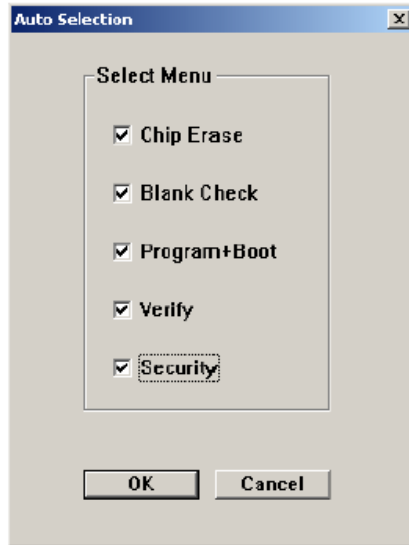 Auto Selection
Select Menu
Chip Erase
Blank Check
Program+Boot
Verify
Security
OK Cancel